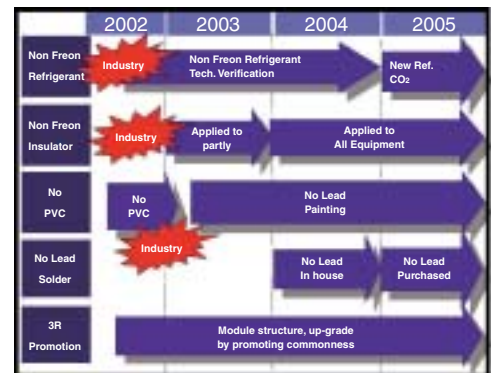 2002 2003 2004 2005
Non Freon
Refrigerant
Industry
Non Freon Refrigerant
Tech. Verification
New Ref.
CO₂
Non Freon
Insulator
Industry
Applied to
partly
Applied to
All Equipment
No
PVC
No
PVC
No Lead
Painting
Industry
No Lead
Solder
No Lead
In house
No Lead
Purchased
3R
Promotion
Module structure, up-grade
by promoting commonness